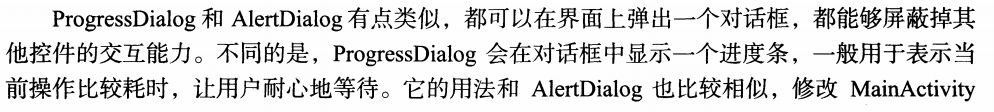 ProgressDialog 和 AlertDialog 有点类似，都可以在界面上弹出一个对话框，都能够屏蔽掉其
他控件的交互能力。不同的是，ProgressDialog 会在对话框中显示一个进度条，一般用于表示当
前操作比较耗时，让用户耐心地等待。它的用法和 AlertDialog 也比较相似，修改 MainActivity